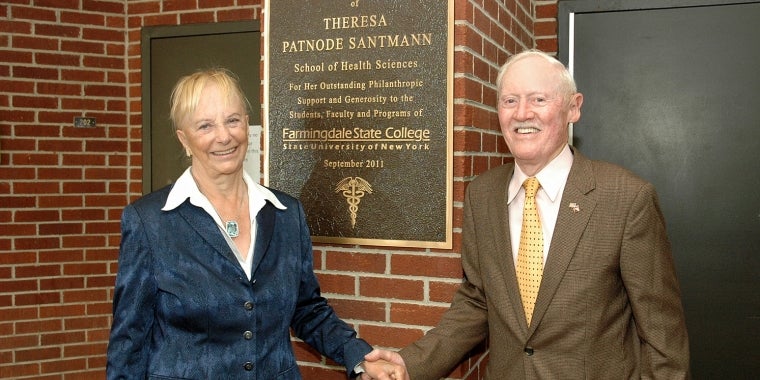 of
THERESA
PATNODE SANTMANN
School of Health Sciences
For Her Outstanding Philanthropic
Support and Generosity to the
Students, Faculty and Programs of
Farmingdale State College
State University of New York
September 2011
202